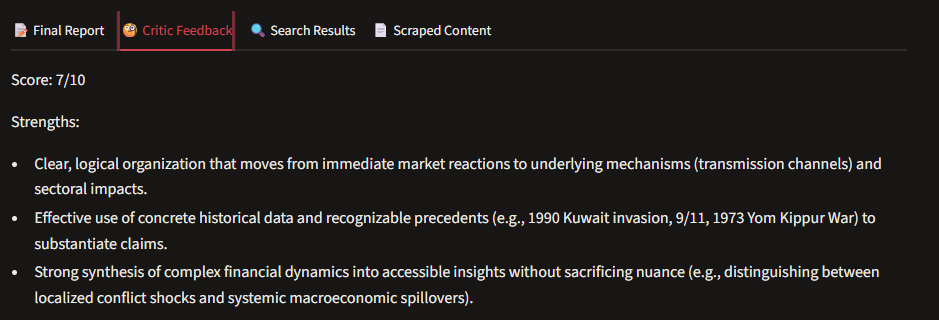 📝 Final Report 🧐 Critic Feedback 🔍 Search Results 📄 Scraped Content
Score: 7/10
Strengths:
• Clear, logical organization that moves from immediate market reactions to underlying mechanisms (transmission channels) and
sectoral impacts.
• Effective use of concrete historical data and recognizable precedents (e.g., 1990 Kuwait invasion, 9/11, 1973 Yom Kippur War) to
substantiate claims.
• Strong synthesis of complex financial dynamics into accessible insights without sacrificing nuance (e.g., distinguishing between
localized conflict shocks and systemic macroeconomic spillovers).